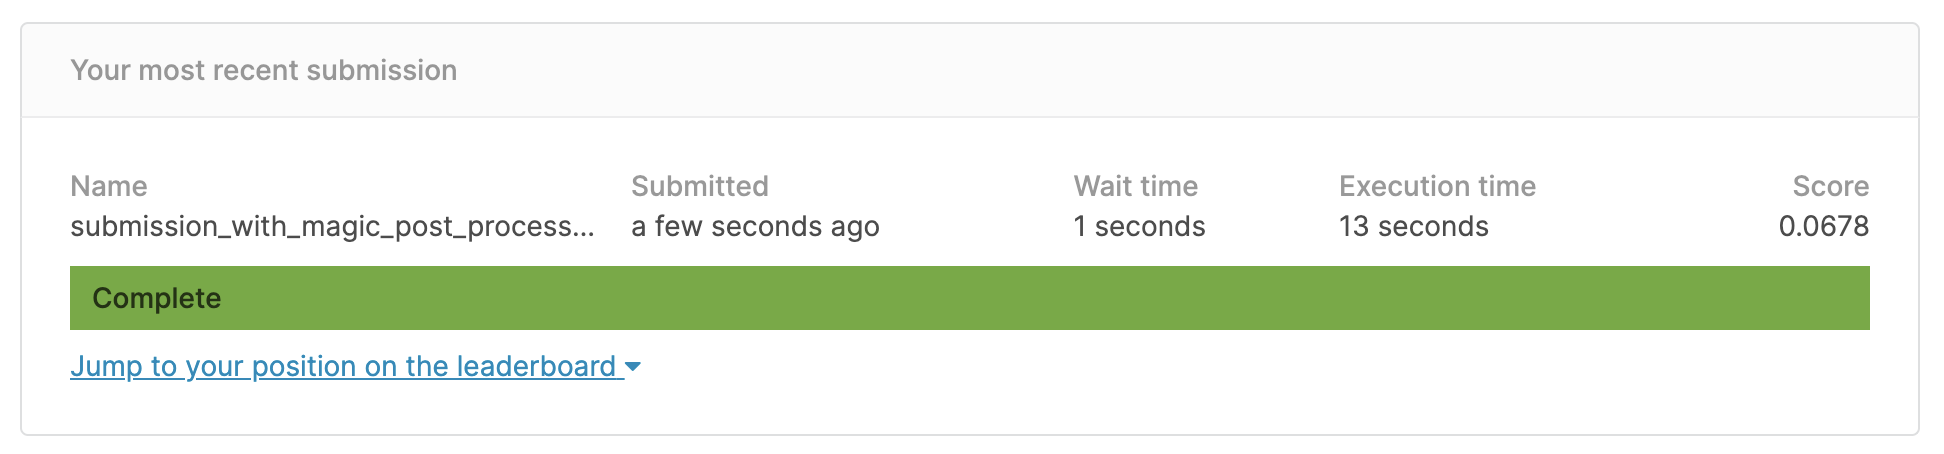 Your most recent submission
Name Submitted Wait time Execution time Score
submission_with_magic_post_process... a few seconds ago 1 seconds 13 seconds 0.0678
Complete
Jump to your position on the leaderboard